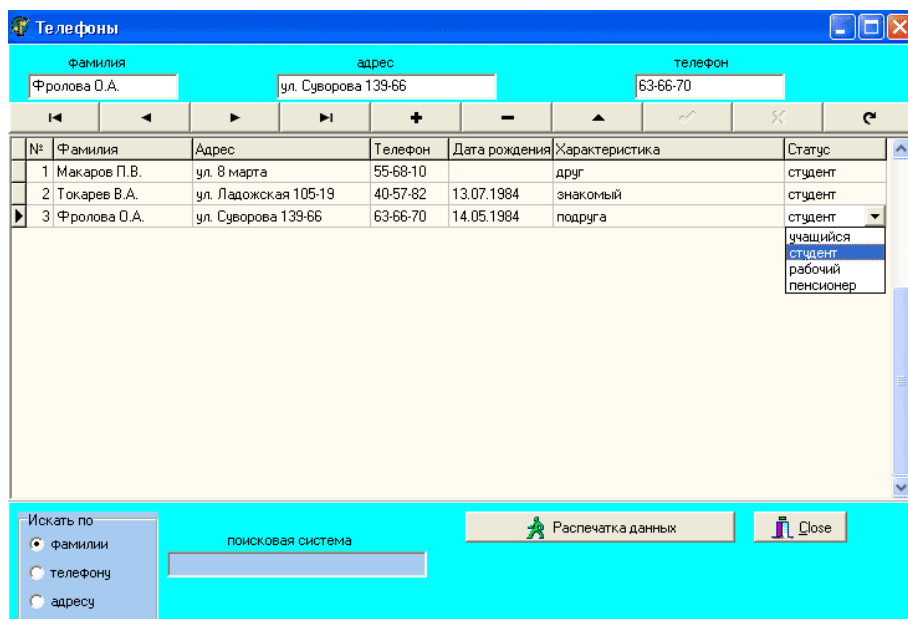 Телефоны
фамилия адрес телефон
Фролова О.А. ул. Суворова 139-66 63-66-70
№ Фамилия Адрес Телефон Дата рождения Характеристика Статус
1 Макаров П.В. ул. 8 марта 55-68-10 друг студент
2 Токарев В.А. ул. Ладожская 105-19 40-57-82 13.07.1984 знакомый студент
3 Фролова О.А. ул. Суворова 139-66 63-66-70 14.05.1984 подруга студент
учащийся
студент
рабочий
пенсионер
Искать по
фамилии
телефону
адресу
поисковая система
Распечатка данных
Close